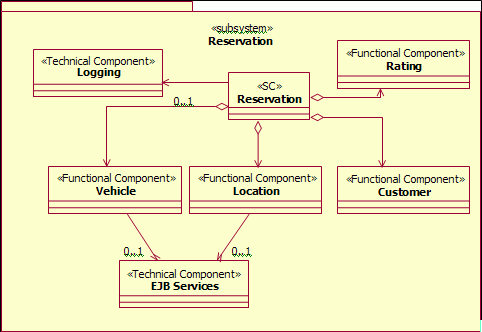 «subsystem»
Reservation
«Technical Component»
Logging
«SC»
Reservation
«Functional Component»
Rating
0..1
«Functional Component»
Vehicle
«Functional Component»
Location
«Functional Component»
Customer
0..1
0..1
«Technical Component»
EJB Services